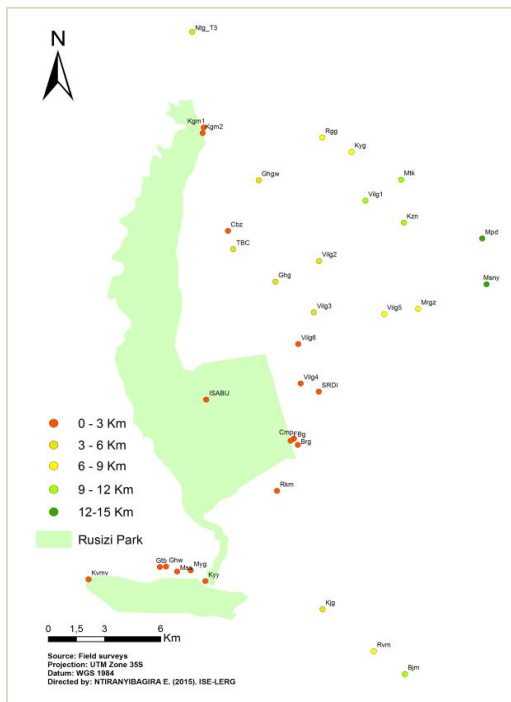 Ntg_T3
N
Kgm1
Kgm2
Rgg
Kyg
Ghgw
Mtk
Vilg1
Kzn
Cbz
Mpd
TBC
Vilg2
Ghg
Msny
Vilg3
Vilg5
Mrgz
Vilg6
Vilg4
SRDI
ISABU
Cmp
FBg
Brg
0 - 3 Km
3 - 6 Km
6 - 9 Km
9 - 12 Km
12-15 Km
Rusizi Park
Rkm
Gtb
Ghw
Msa
Myg
Kyy
Kvmv
Kjg
0 1,5 3 6
Km
Rvm
Bjm
Source: Field surveys
Projection: UTM Zone 35S
Datum: WGS 1984
Directed by: NTIRANYIBAGIRA E. (2015). ISE-LERG